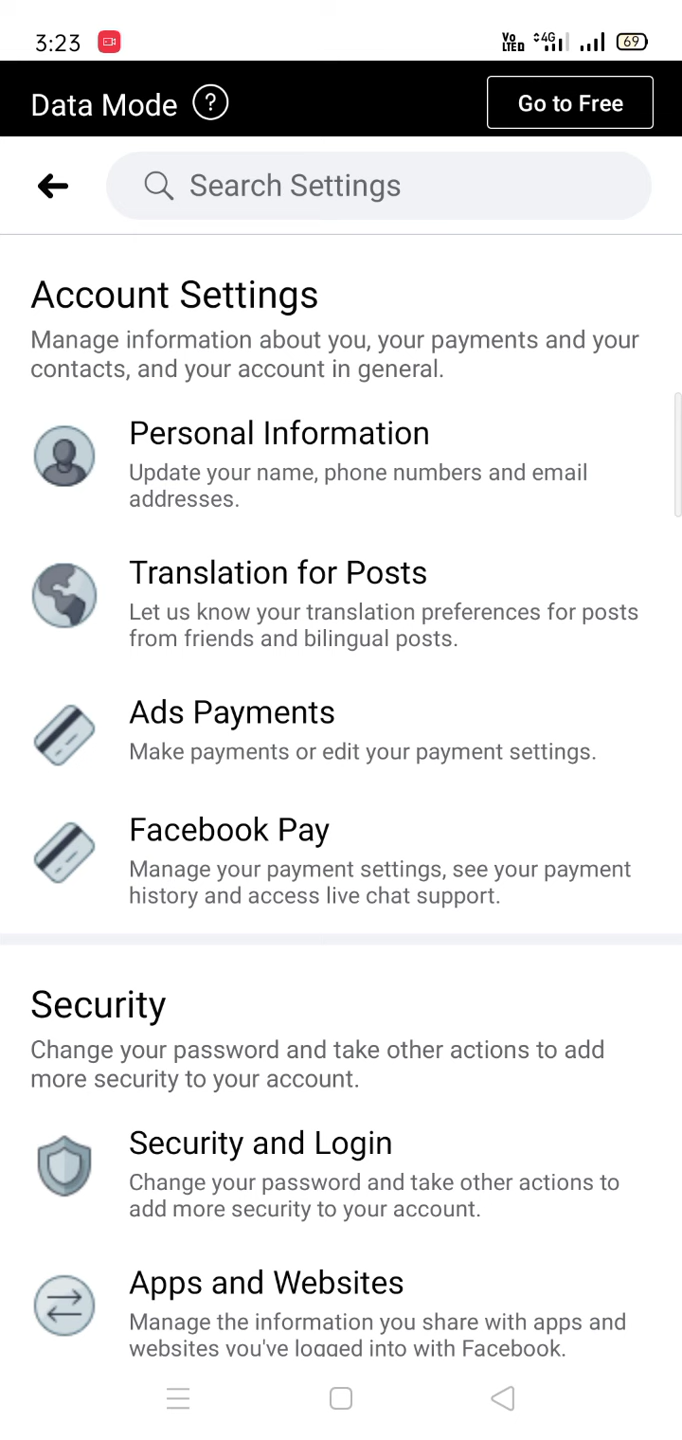 3:23
Vo LTED 4G 69
Data Mode ? Go to Free
Search Settings
Account Settings
Manage information about you, your payments and your
contacts, and your account in general.
Personal Information
Update your name, phone numbers and email
addresses.
Translation for Posts
Let us know your translation preferences for posts
from friends and bilingual posts.
Ads Payments
Make payments or edit your payment settings.
Facebook Pay
Manage your payment settings, see your payment
history and access live chat support.
Security
Change your password and take other actions to add
more security to your account.
Security and Login
Change your password and take other actions to
add more security to your account.
Apps and Websites
Manage the information you share with apps and
websites you've logged into with Facebook.